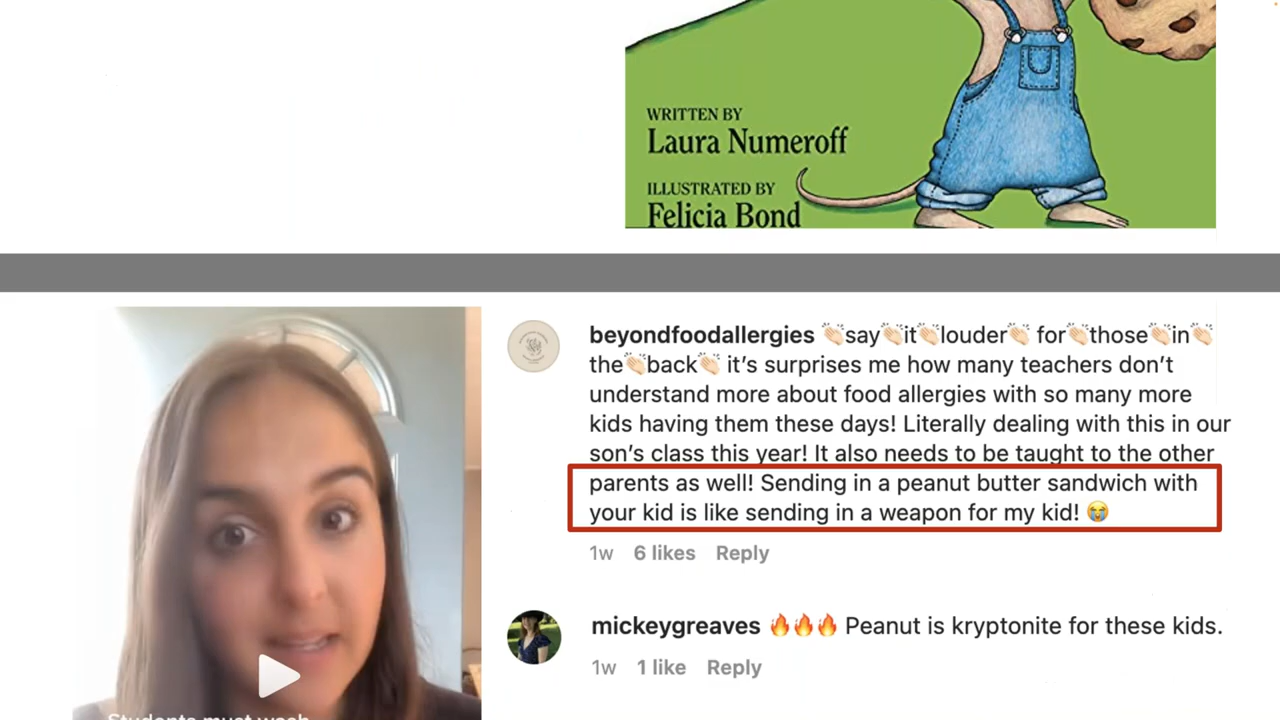 WRITTEN BY
Laura Numeroff
ILLUSTRATED BY
Felicia Bond
beyondfoodallergies 👏🏻say👏🏻it👏🏻louder👏🏻 for👏🏻those👏🏻in👏🏻
the👏🏻back👏🏻 it’s surprises me how many teachers don’t
understand more about food allergies with so many more
kids having them these days! Literally dealing with this in our
son’s class this year! It also needs to be taught to the other
parents as well! Sending in a peanut butter sandwich with
your kid is like sending in a weapon for my kid! 😭
1w 6 likes Reply
mickeygreaves 🔥🔥🔥 Peanut is kryptonite for these kids.
1w 1 like Reply
Students must wash